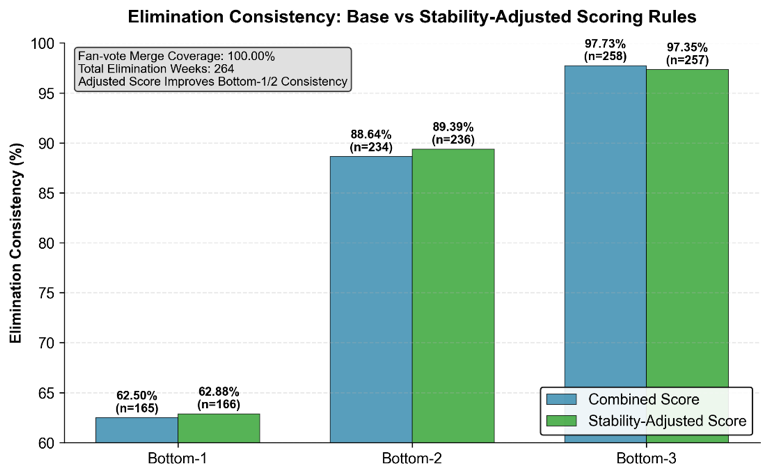 Elimination Consistency: Base vs Stability-Adjusted Scoring Rules
Fan-vote Merge Coverage: 100.00%
Total Elimination Weeks: 264
Adjusted Score Improves Bottom-1/2 Consistency
Elimination Consistency (%)
100
95
90
85
80
75
70
65
60
62.50%
(n=165)
62.88%
(n=166)
88.64%
(n=234)
89.39%
(n=236)
97.73%
(n=258)
97.35%
(n=257)
Combined Score
Stability-Adjusted Score
Bottom-1
Bottom-2
Bottom-3